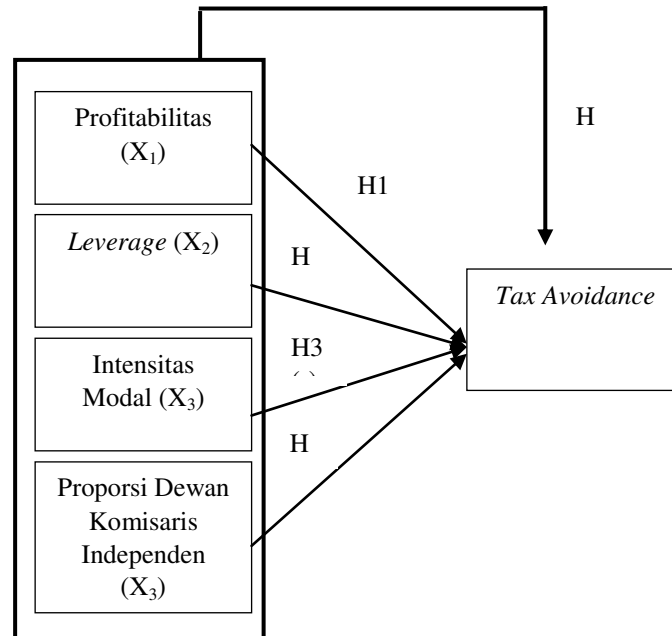 Profitabilitas
(X₁)
H
H1
Leverage (X₂)
H
Tax Avoidance
Intensitas
Modal (X₃)
H3
H
Proporsi Dewan
Komisaris
Independen
(X₃)